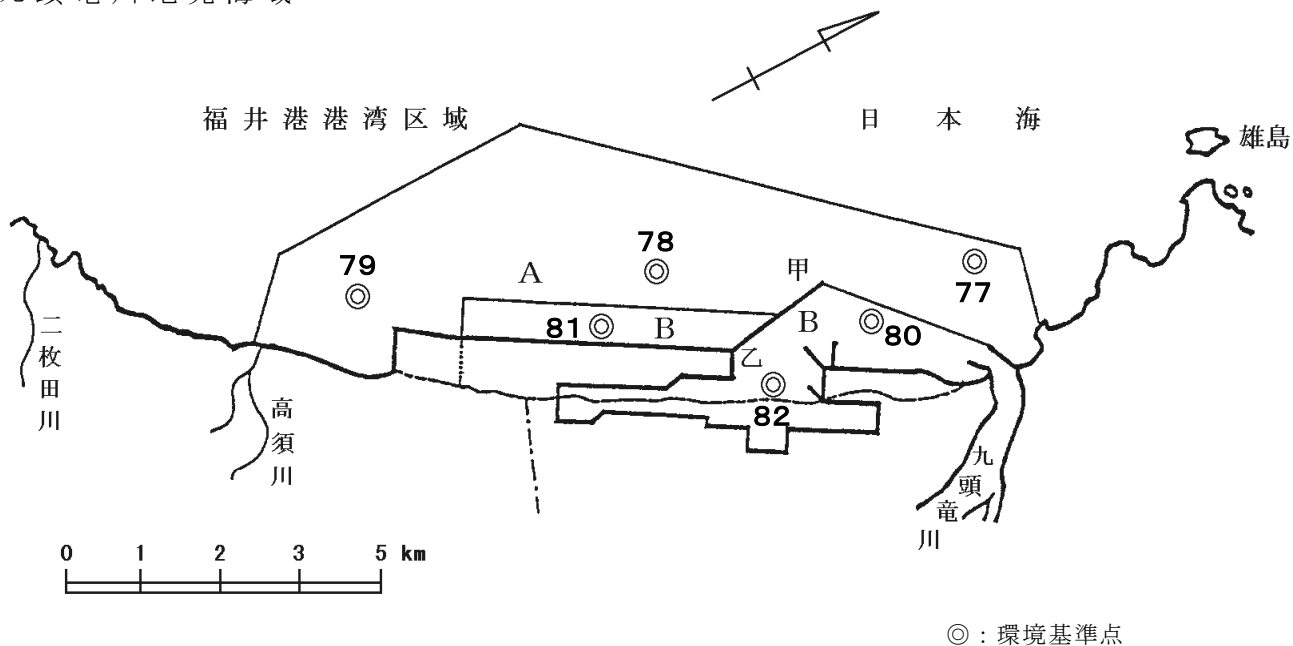 福井港港湾区域
日本海
雄島
78
79
77
甲
A
81
B
B
80
乙
82
二枚田川
高須川
九頭竜川
0 1 2 3 5 km
◎：環境基準点